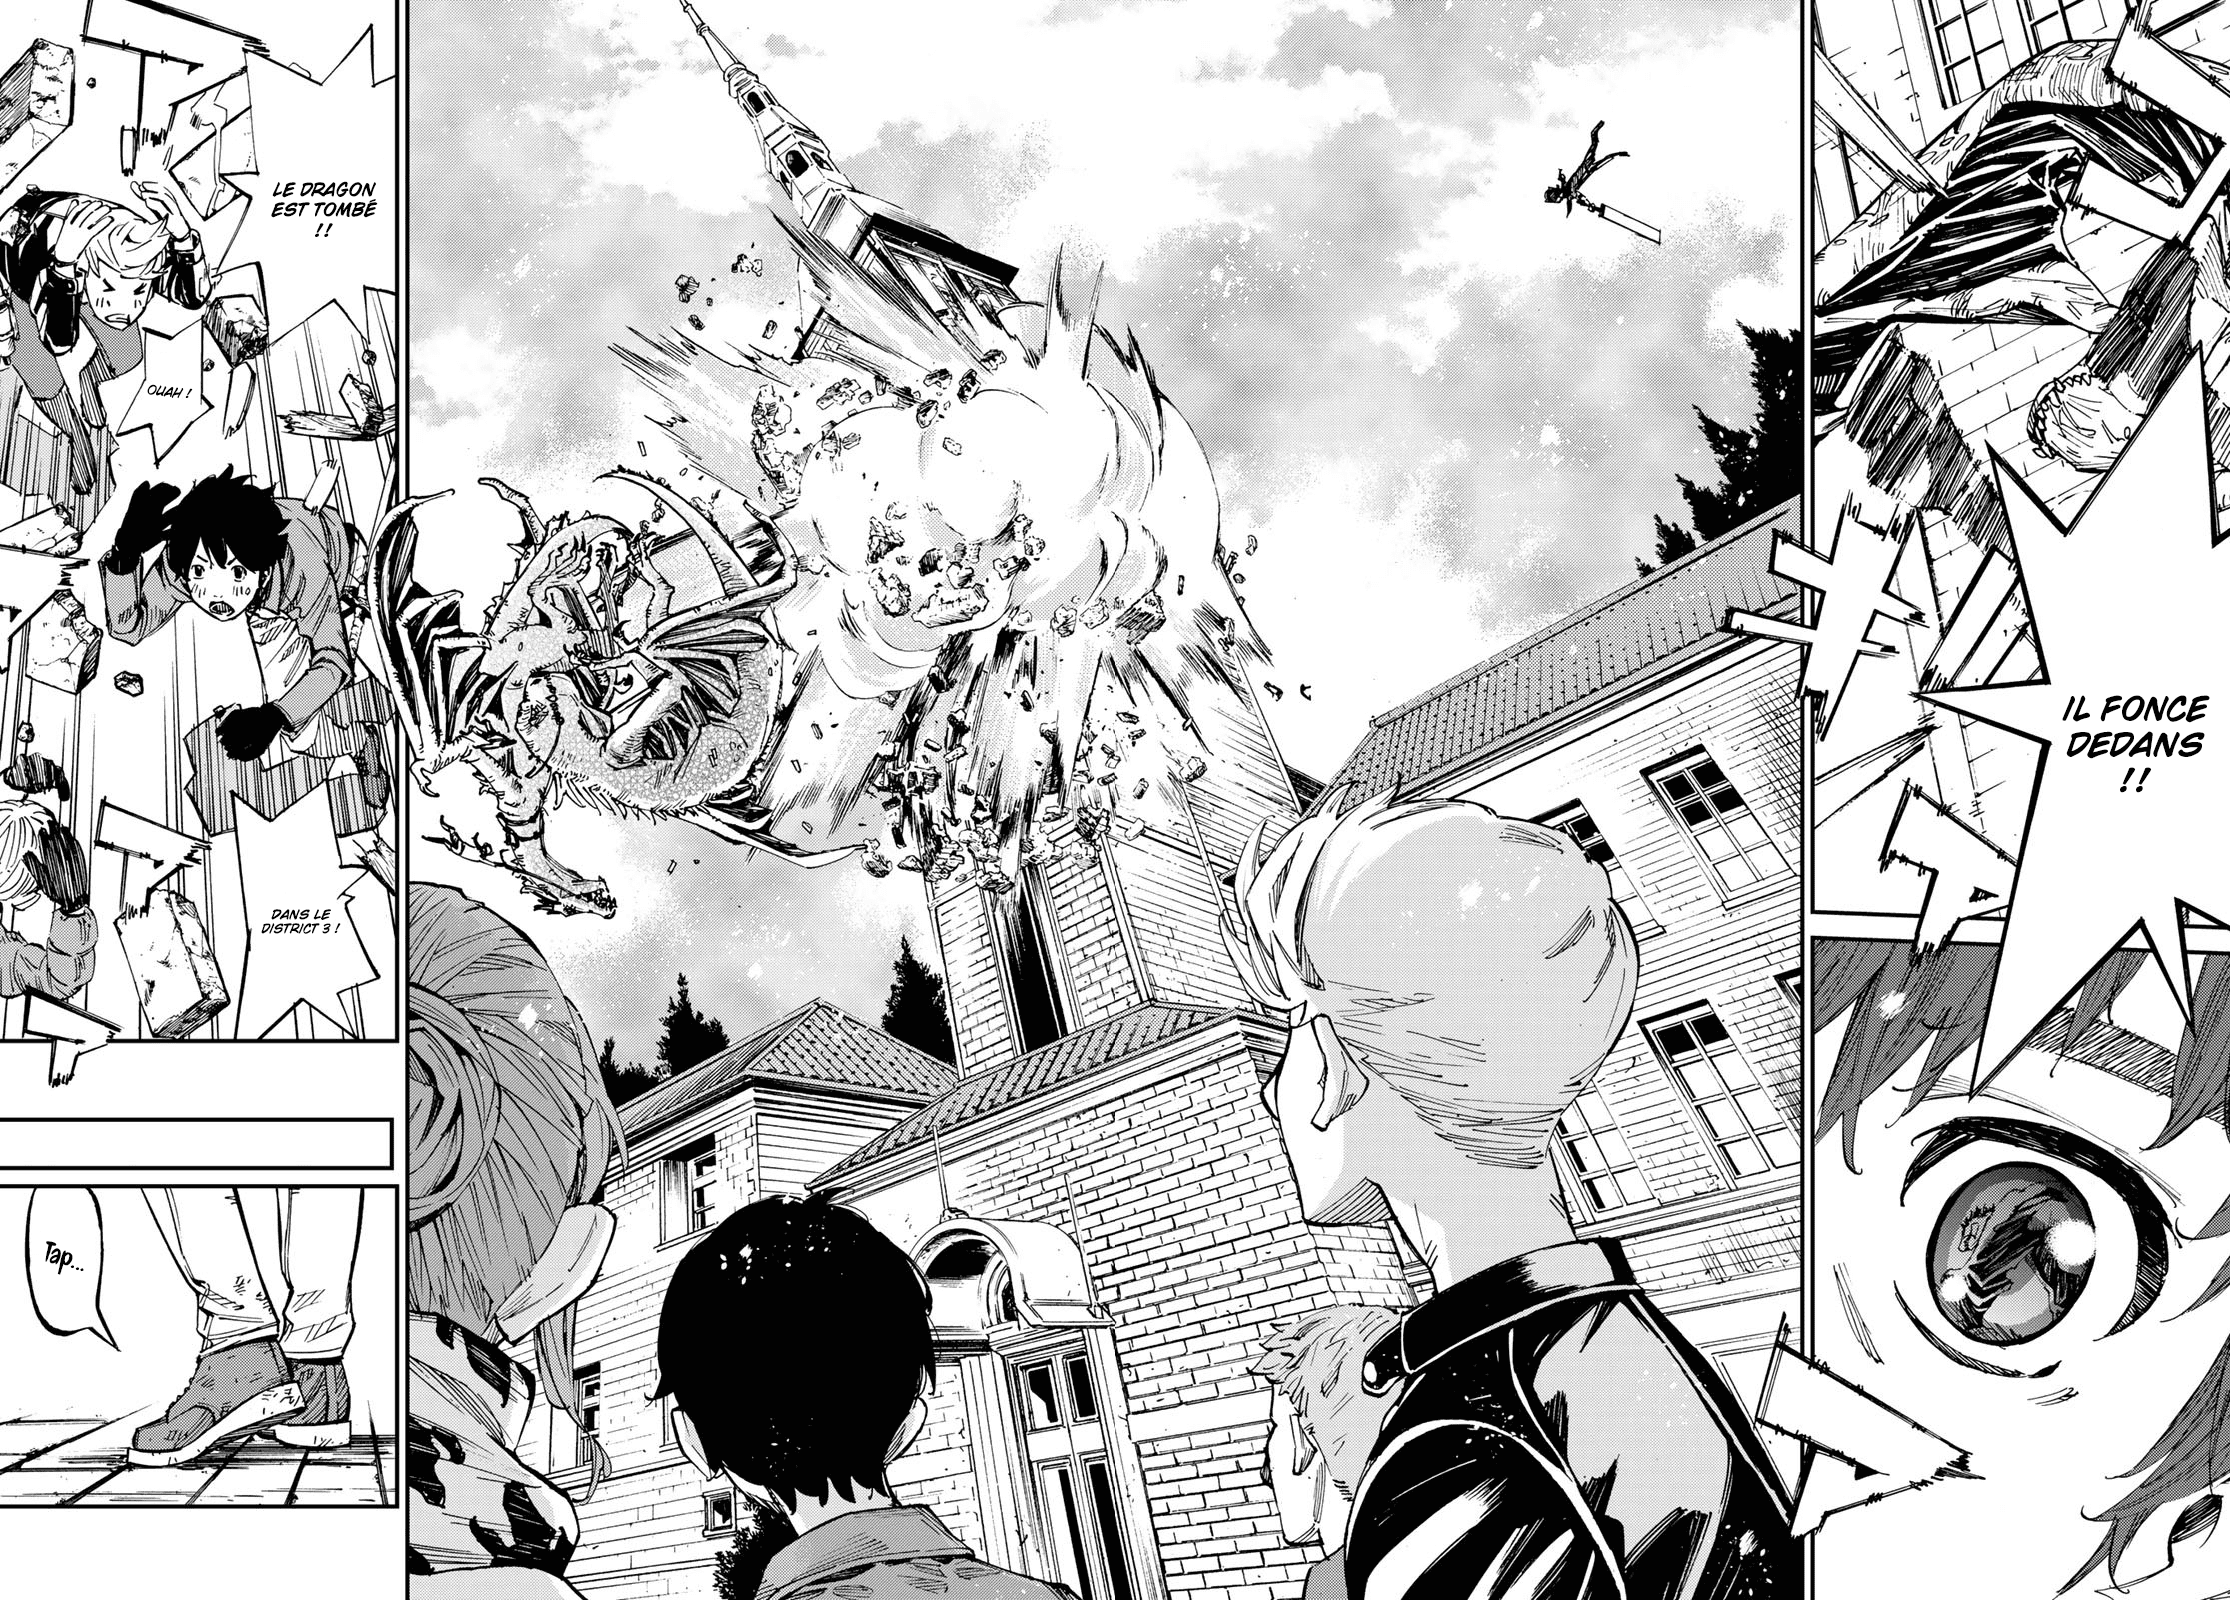 IL FONCE
DEDANS
!!
LE DRAGON
EST TOMBÉ
!!
OUAH !
DANS LE
DISTRICT 3 !
Tap...